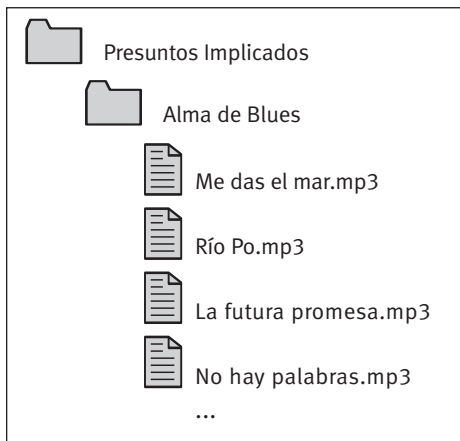 Presuntos Implicados
Alma de Blues
Me das el mar.mp3
Río Po.mp3
La futura promesa.mp3
No hay palabras.mp3
...